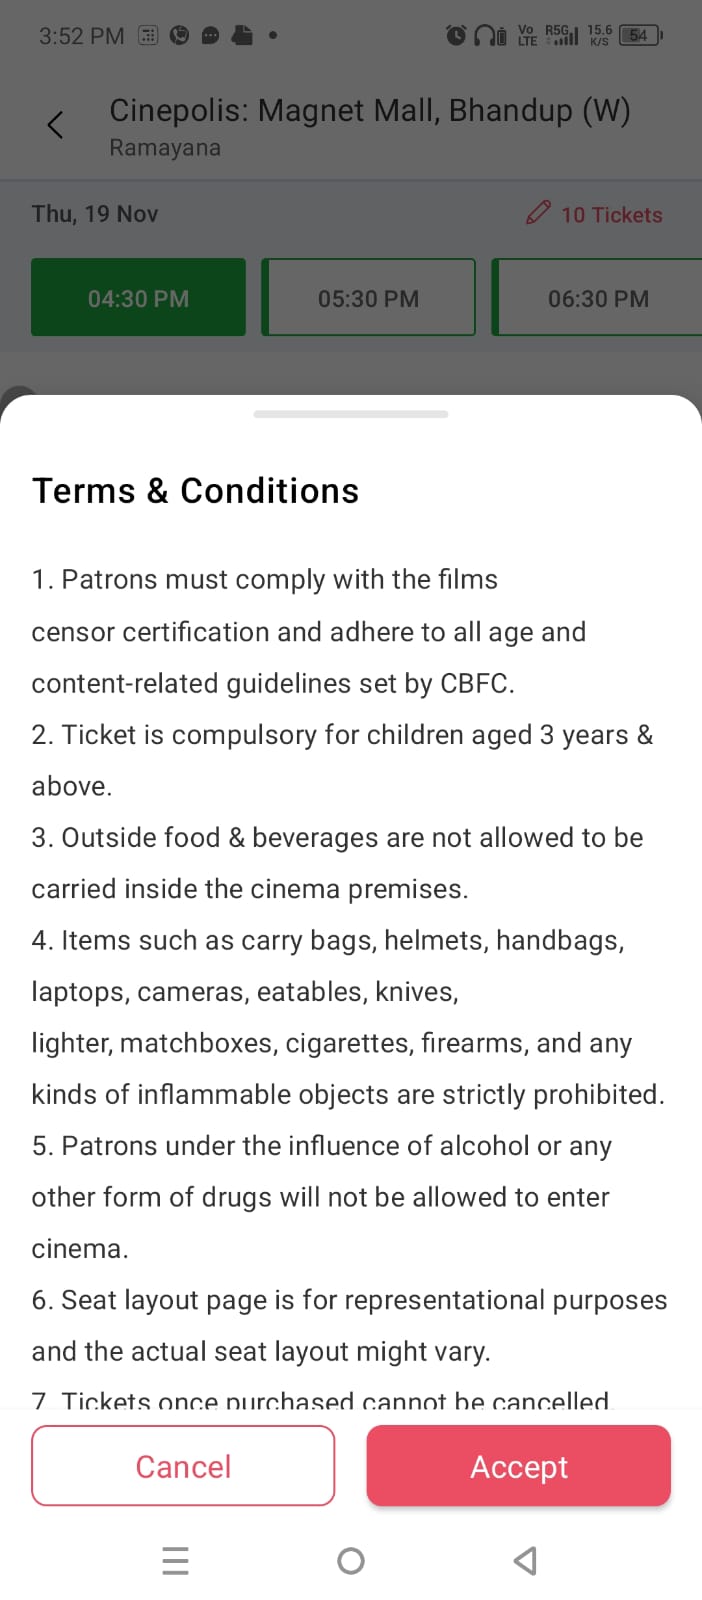 3:52 PM
Vo LTE R5G 15.6 K/S 54
Cinepolis: Magnet Mall, Bhandup (W)
Ramayana
Thu, 19 Nov
10 Tickets
04:30 PM 05:30 PM 06:30 PM
Terms & Conditions
1. Patrons must comply with the films
censor certification and adhere to all age and
content-related guidelines set by CBFC.
2. Ticket is compulsory for children aged 3 years &
above.
3. Outside food & beverages are not allowed to be
carried inside the cinema premises.
4. Items such as carry bags, helmets, handbags,
laptops, cameras, eatables, knives,
lighter, matchboxes, cigarettes, firearms, and any
kinds of inflammable objects are strictly prohibited.
5. Patrons under the influence of alcohol or any
other form of drugs will not be allowed to enter
cinema.
6. Seat layout page is for representational purposes
and the actual seat layout might vary.
7. Tickets once purchased cannot be cancelled,
Cancel
Accept